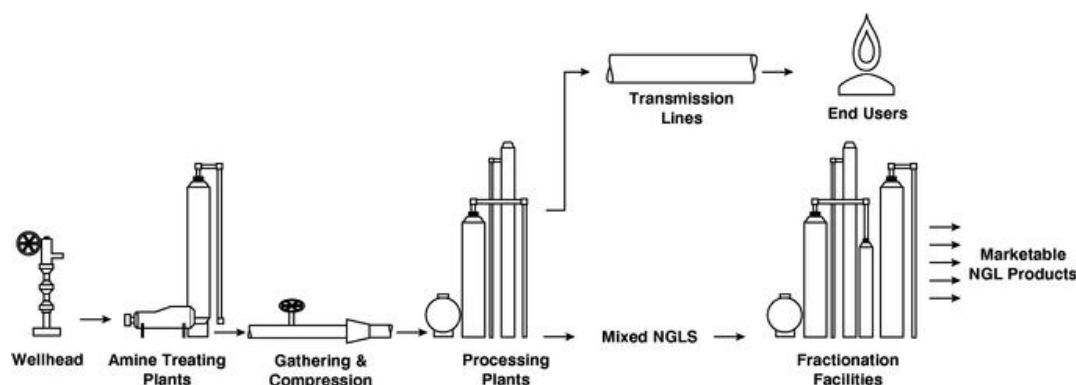 Transmission
Lines
End Users
Wellhead
Amine Treating
Plants
Gathering &
Compression
Processing
Plants
Mixed NGLS
Fractionation
Facilities
Marketable
NGL Products